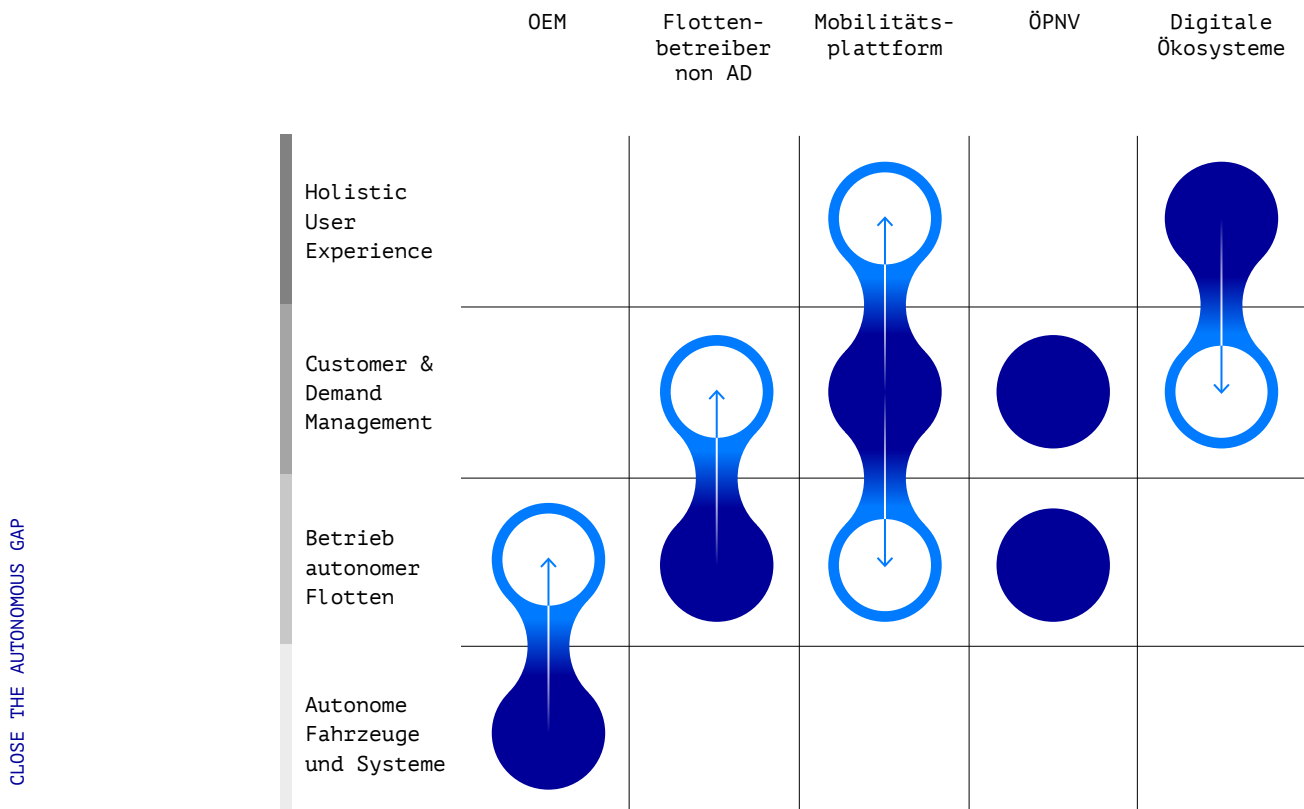 OEM
Flotten-
betreiber
non AD
Mobilitäts-
plattform
ÖPNV
Digitale
Ökosysteme
Holistic
User
Experience
Customer &
Demand
Management
Betrieb
autonomer
Flotten
Autonome
Fahrzeuge
und Systeme
CLOSE THE AUTONOMOUS GAP